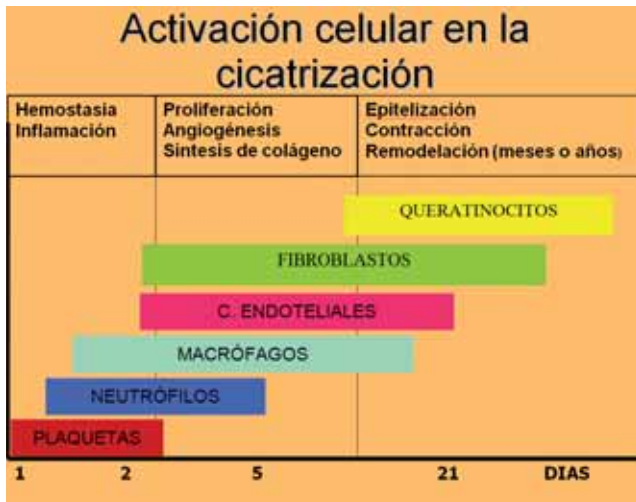 Activación celular en la
cicatrización
Hemostasia
Inflamación
Proliferación
Angiogénesis
Síntesis de colágeno
Epitelización
Contracción
Remodelación (meses o años)
QUERATINOCITOS
FIBROBLASTOS
C. ENDOTELIALES
MACRÓFAGOS
NEUTRÓFILOS
PLAQUETAS
1 2 5 21 DIAS